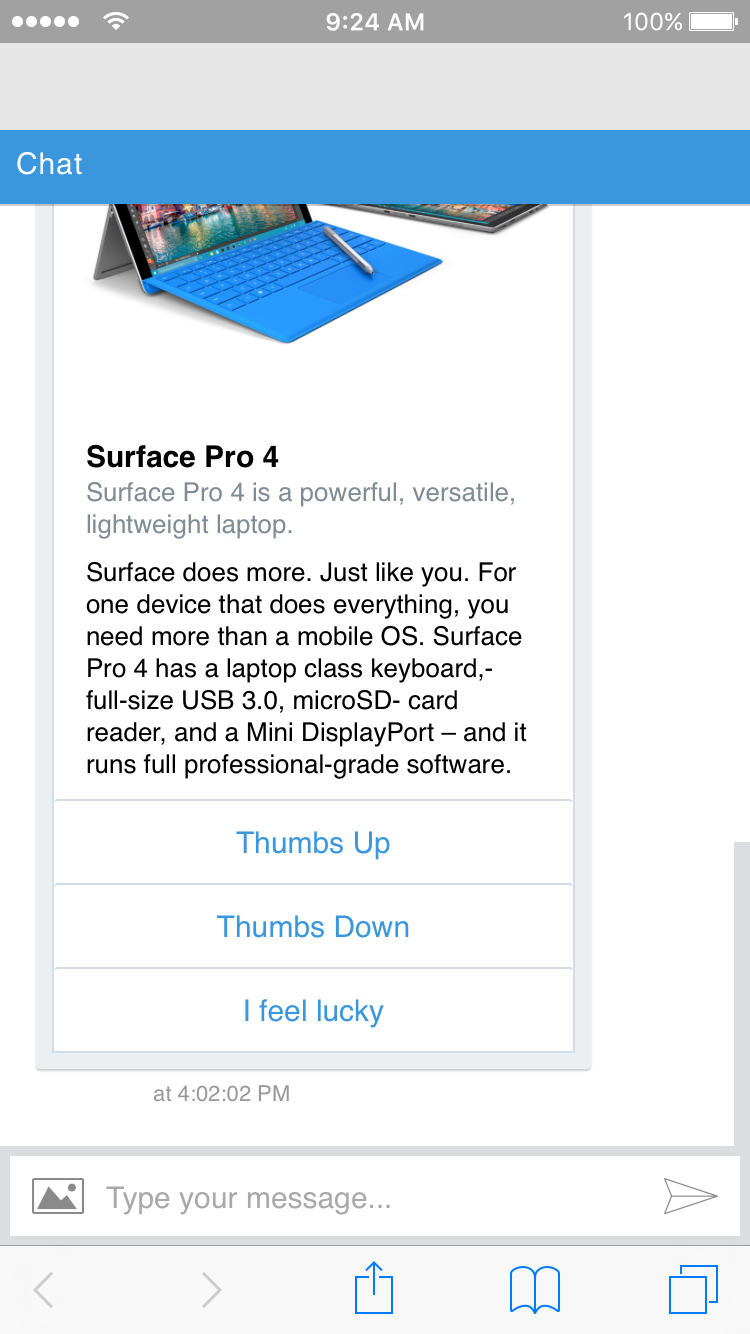 9:24 AM 100%
Chat
Surface Pro 4
Surface Pro 4 is a powerful, versatile,
lightweight laptop.
Surface does more. Just like you. For
one device that does everything, you
need more than a mobile OS. Surface
Pro 4 has a laptop class keyboard,-
full-size USB 3.0, microSD- card
reader, and a Mini DisplayPort – and it
runs full professional-grade software.
Thumbs Up
Thumbs Down
I feel lucky
at 4:02:02 PM
Type your message...